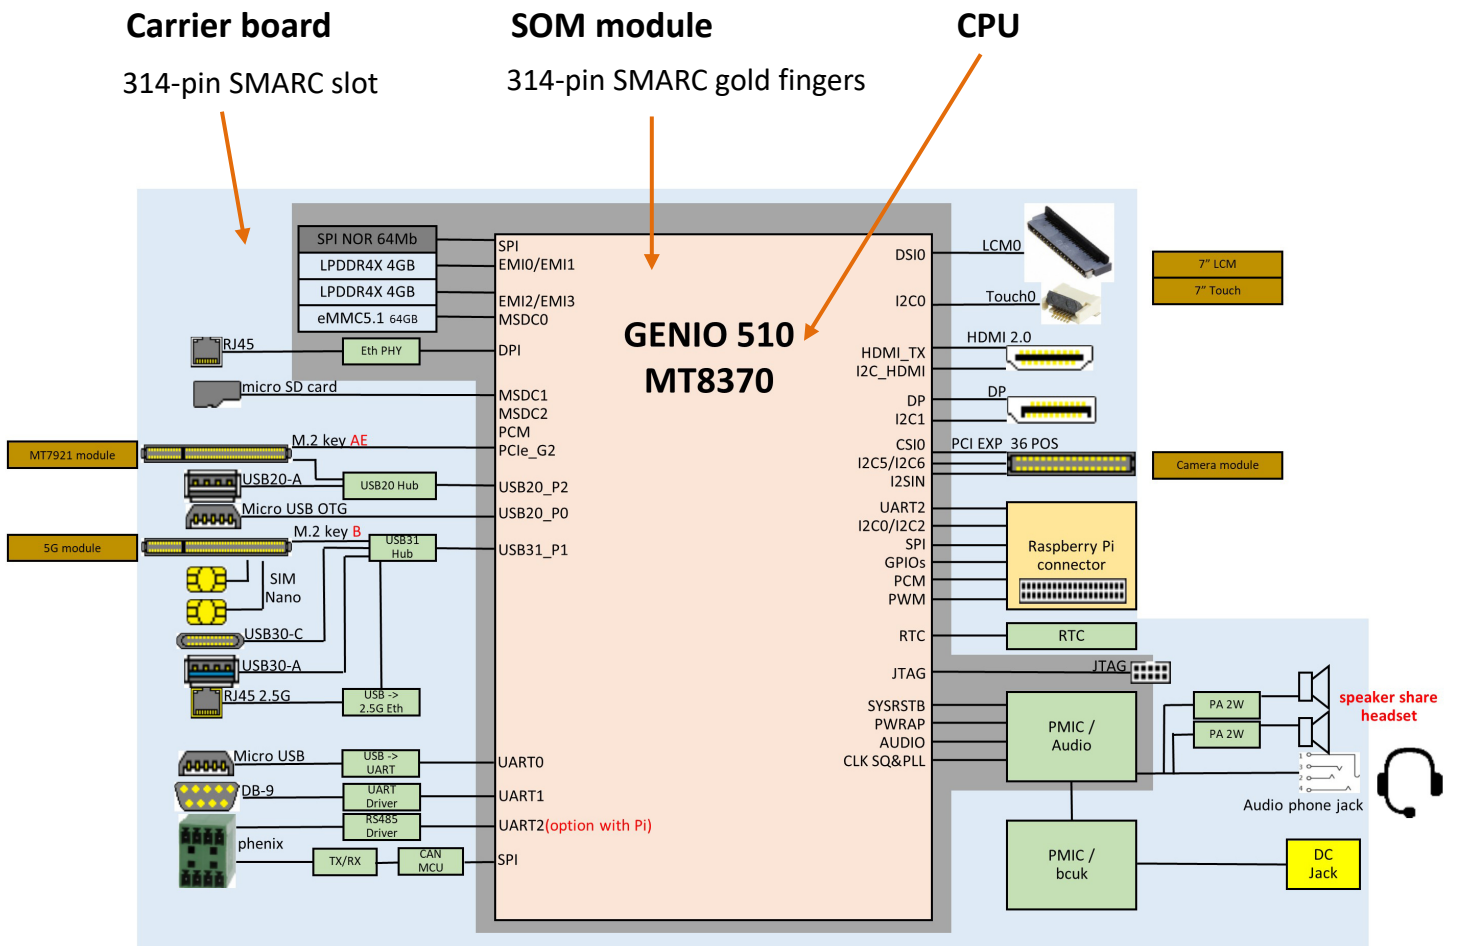 Carrier board
314-pin SMARC slot
SOM module
314-pin SMARC gold fingers
CPU
SPI NOR 64Mb
LPDDR4X 4GB
LPDDR4X 4GB
eMMC5.1 64GB
RJ45
Eth PHY
micro SD card
M.2 key AE
MT7921 module
USB20-A
USB20 Hub
Micro USB OTG
M.2 key B
5G module
USB31
Hub
SIM
Nano
USB30-C
USB30-A
RJ45 2.5G
USB ->
2.5G Eth
Micro USB
USB ->
UART
DB-9
UART
Driver
RS485
Driver
phenix
TX/RX
CAN
MCU
SPI
EMI0/EMI1
EMI2/EMI3
MSDC0
DPI
MSDC1
MSDC2
PCM
PCIe_G2
USB20_P2
USB20_P0
USB31_P1
UART0
UART1
UART2(option with Pi)
SPI
GENIO 510
MT8370
DSI0
I2C0
HDMI_TX
I2C_HDMI
DP
I2C1
CSI0
I2C5/I2C6
I2SIN
UART2
I2C0/I2C2
SPI
GPIOs
PCM
PWM
RTC
JTAG
SYSRSTB
PWRAP
AUDIO
CLK SQ&PLL
LCM0
Touch0
HDMI 2.0
DP
PCI EXP 36 POS
7” LCM
7” Touch
Camera module
Raspberry Pi
connector
RTC
JTAG
PMIC /
Audio
PA 2W
PA 2W
speaker share
headset
1
3
2
4
Audio phone jack
PMIC /
bcuk
DC
Jack